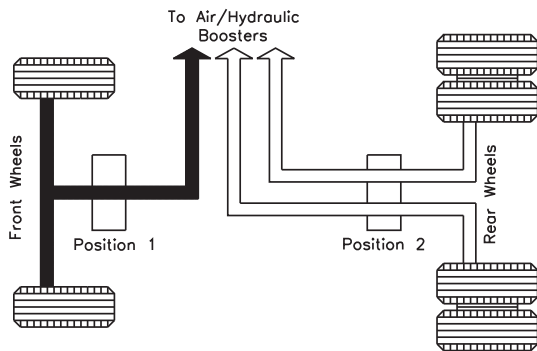 To Air/Hydraulic
Boosters
Front Wheels
Rear Wheels
Position 1
Position 2